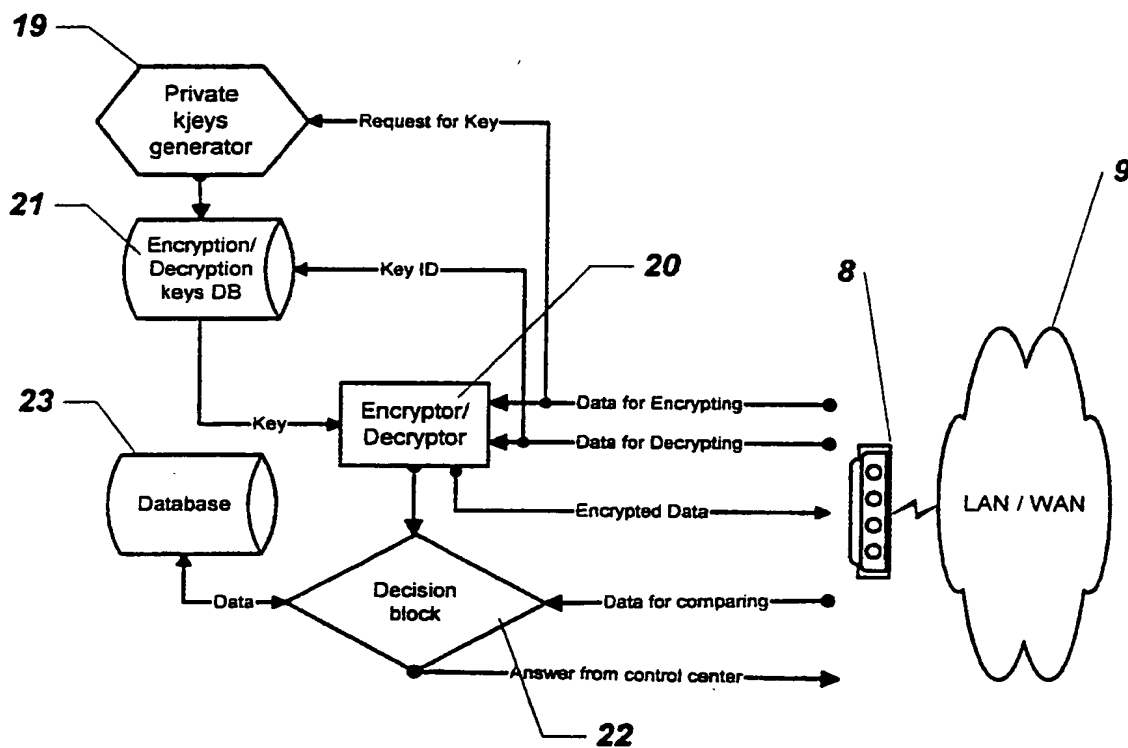 19
Private
kjeys
generator
Request for Key
9
21
Encryption/
Decryption
keys DB
Key ID
20
8
23
Encryptor/
Decryptor
Data for Encrypting
Key
Data for Decrypting
Database
Encrypted Data
LAN / WAN
Decision
block
Data
Data for comparing
Answer from control center
22